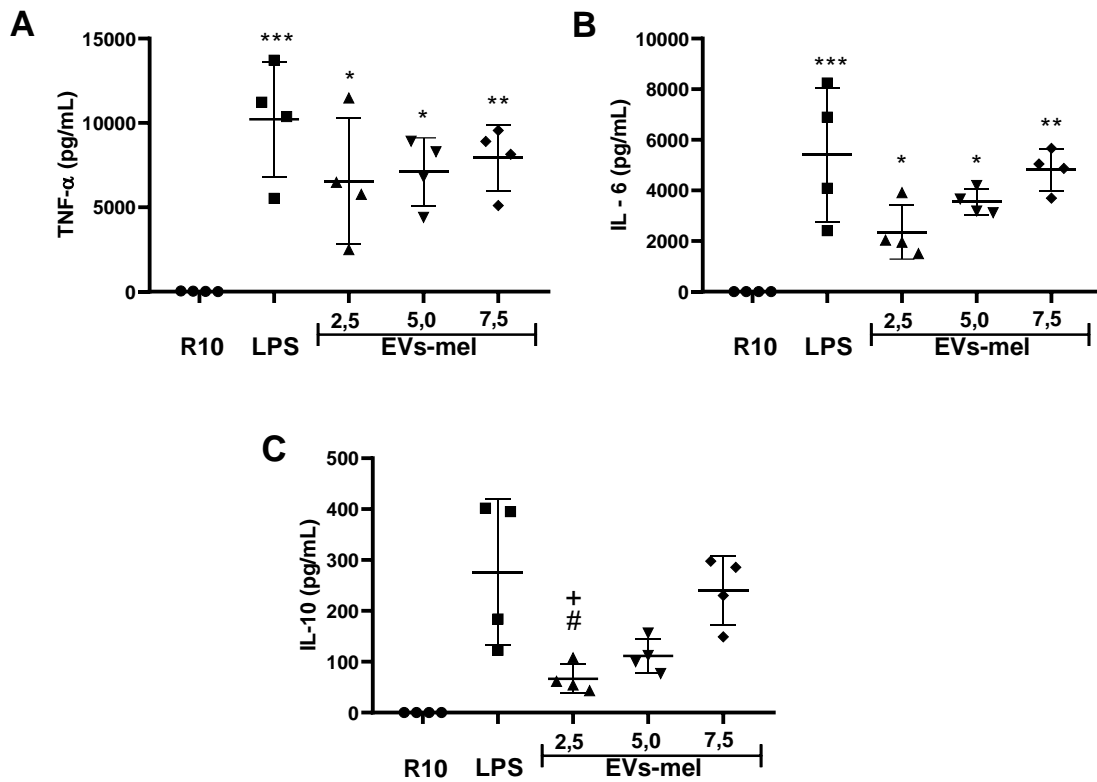 A
TNF-α (pg/mL)
15000
10000
5000
0
***
*
*
**
2,5 5,0 7,5
R10 LPS EVs-mel
B
IL - 6 (pg/mL)
10000
8000
6000
4000
2000
0
***
*
*
**
2,5 5,0 7,5
R10 LPS EVs-mel
C
IL-10 (pg/mL)
500
400
300
200
100
0
+
#
2,5 5,0 7,5
R10 LPS EVs-mel